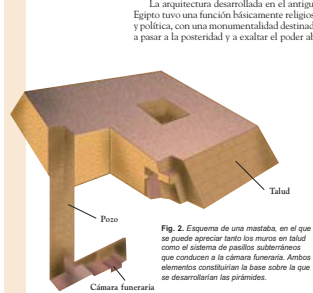 La arquitectura desarrollada en el antiguo
Egipto tuvo una función básicamente religios
y política, con una monumentalidad destinad
a pasar a la posteridad y a exaltar el poder ab
Talud
Pozo
Fig. 2. Esquema de una mastaba, en el que
se puede apreciar tanto los muros en talud
como el sistema de pasillos subterráneos
que conducen a la cámara funeraria. Ambos
elementos constituirían la base sobre la que
se desarrollarían las pirámides.
Cámara funeraria